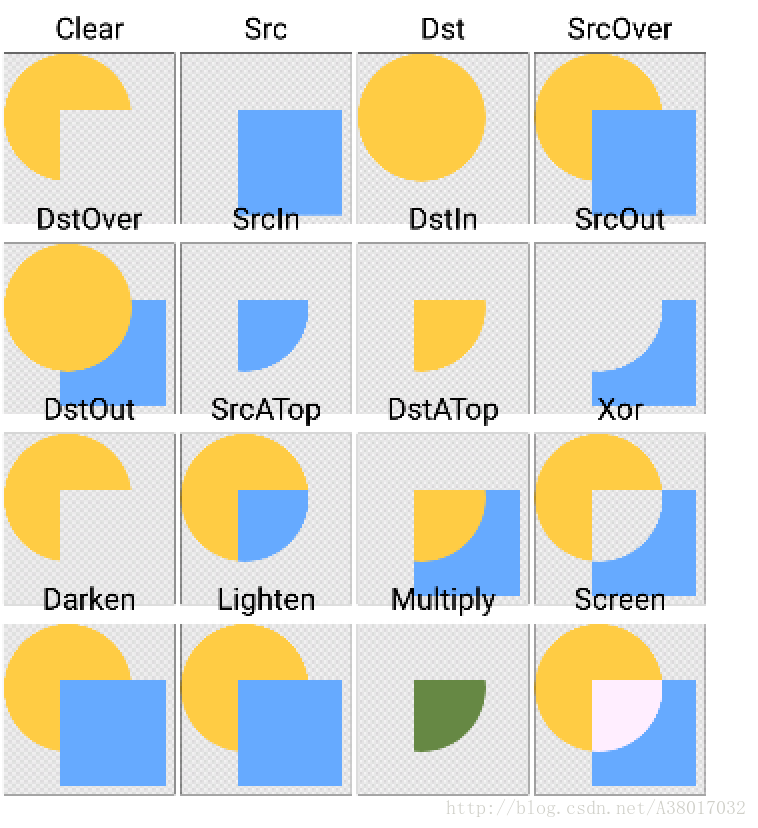 Clear Src Dst SrcOver
DstOver SrcIn DstIn SrcOut
DstOut SrcATop DstATop Xor
Darken Lighten Multiply Screen
http://blog.csdn.net/A38017032